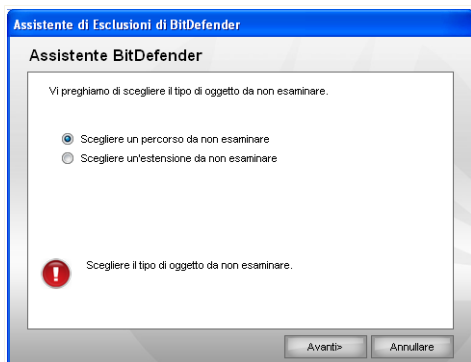 Assistente di Esclusioni di BitDefender
Assistente BitDefender
Vi preghiamo di scegliere il tipo di oggetto da non esaminare.
Scegliere un percorso da non esaminare
Scegliere un'estensione da non esaminare
Scegliere il tipo di oggetto da non esaminare.
Avanti>
Annullare